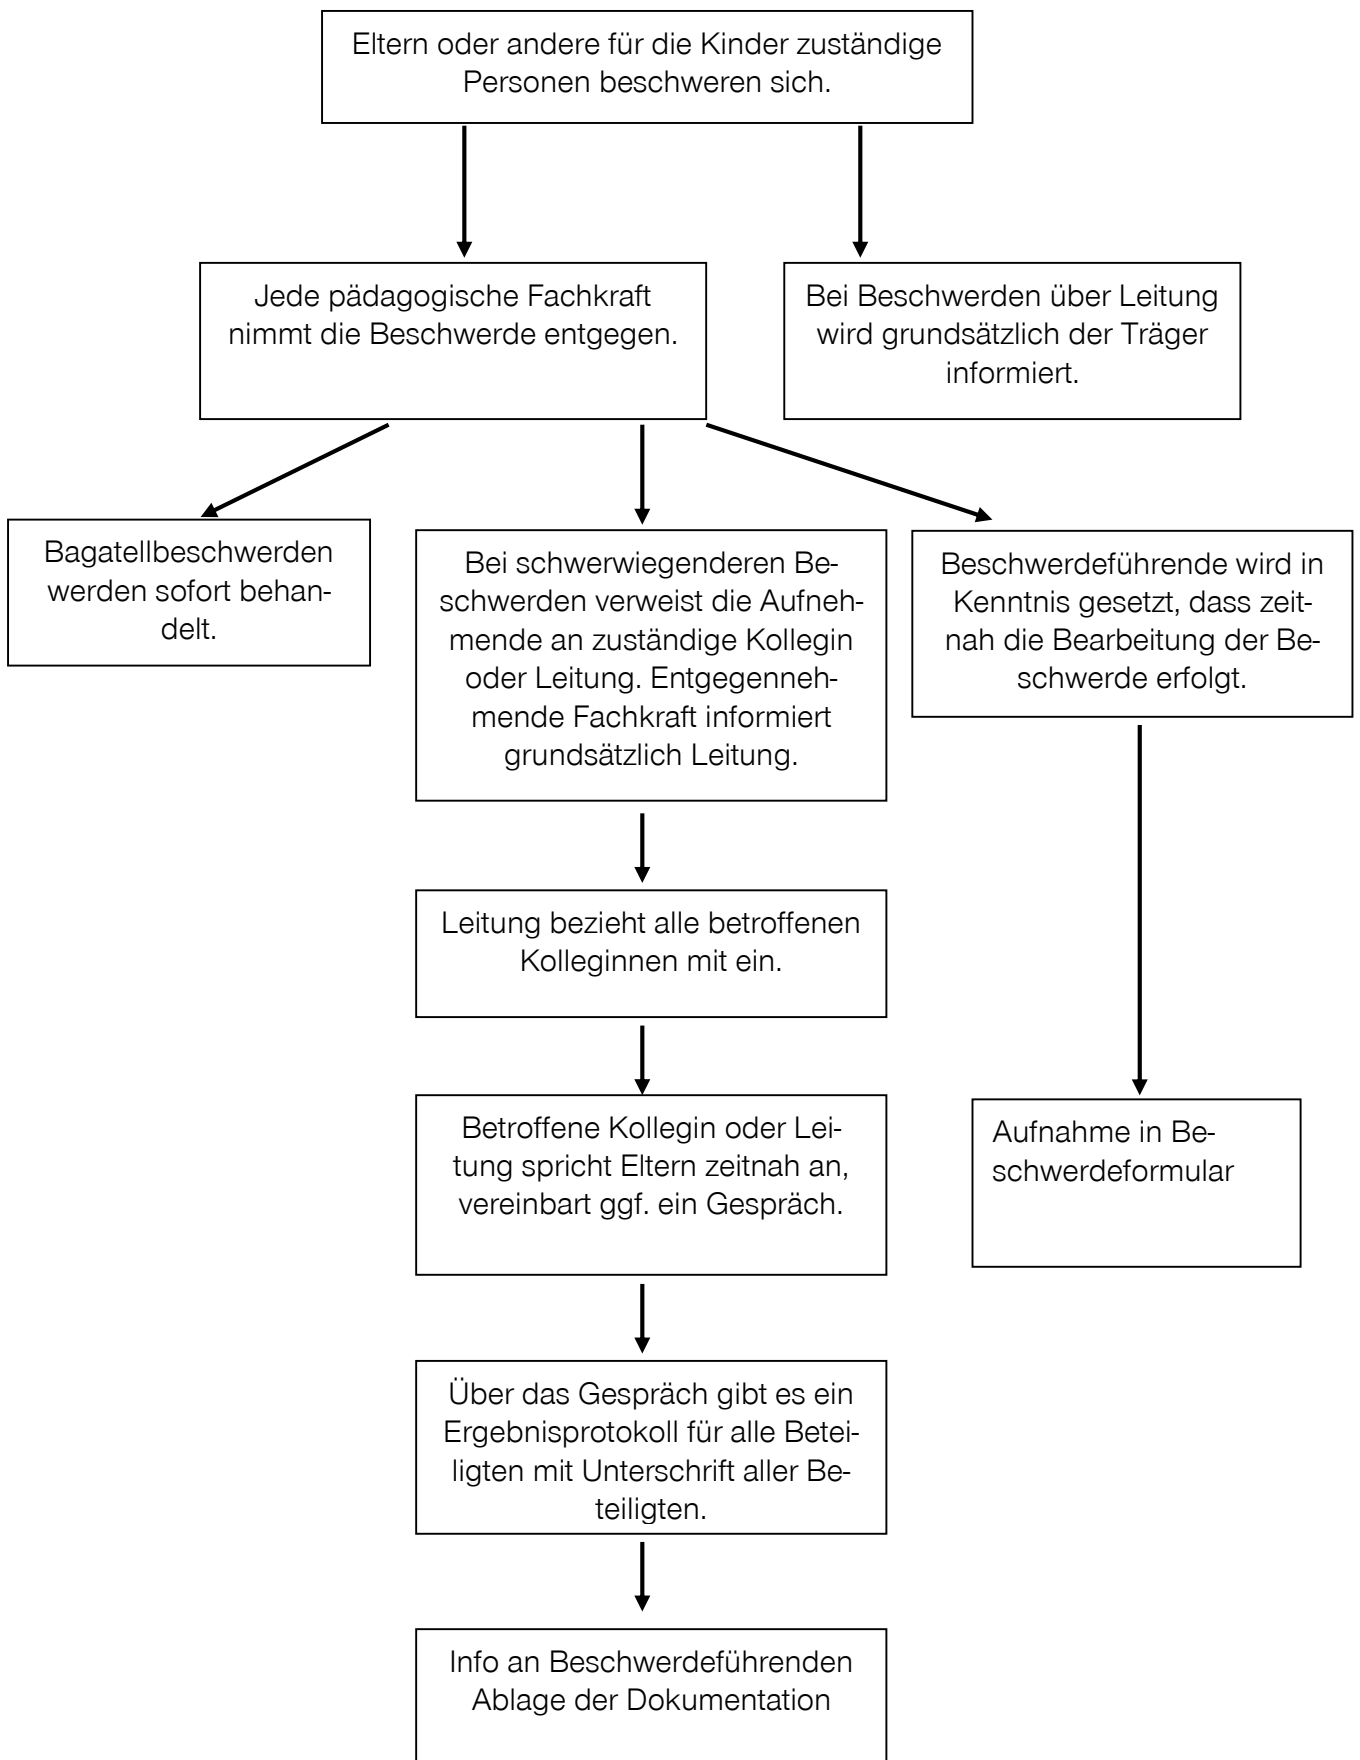 Eltern oder andere für die Kinder zuständige
Personen beschweren sich.
Jede pädagogische Fachkraft
nimmt die Beschwerde entgegen.
Bei Beschwerden über Leitung
wird grundsätzlich der Träger
informiert.
Bagatellbeschwerden
werden sofort behan-
delt.
Bei schwerwiegenderen Be-
schwerden verweist die Aufneh-
mende an zuständige Kollegin
oder Leitung. Entgegenneh-
mende Fachkraft informiert
grundsätzlich Leitung.
Beschwerdeführende wird in
Kenntnis gesetzt, dass zeit-
nah die Bearbeitung der Be-
schwerde erfolgt.
Leitung bezieht alle betroffenen
Kolleginnen mit ein.
Betroffene Kollegin oder Lei-
tung spricht Eltern zeitnah an,
vereinbart ggf. ein Gespräch.
Aufnahme in Be-
schwerdeformular
Über das Gespräch gibt es ein
Ergebnisprotokoll für alle Betei-
ligten mit Unterschrift aller Be-
teiligten.
Info an Beschwerdeführenden
Ablage der Dokumentation